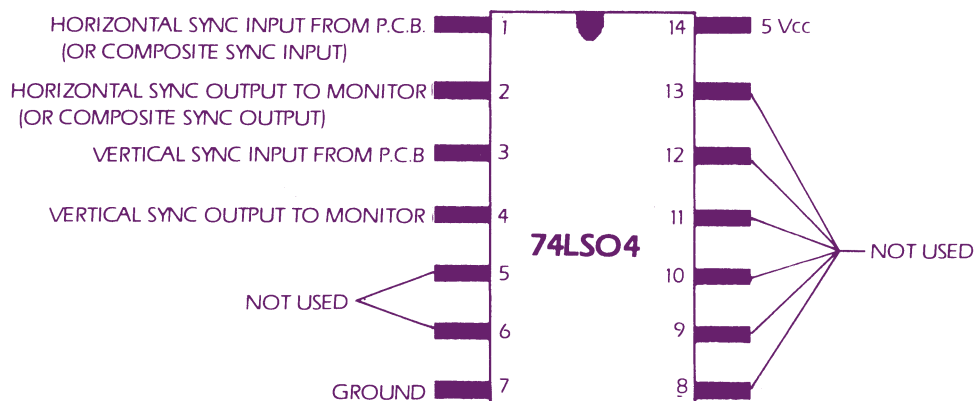 HORIZONTAL SYNC INPUT FROM P.C.B.
(OR COMPOSITE SYNC INPUT)
1
14
5 Vcc
HORIZONTAL SYNC OUTPUT TO MONITOR
(OR COMPOSITE SYNC OUTPUT)
2
13
VERTICAL SYNC INPUT FROM P.C.B
3
12
VERTICAL SYNC OUTPUT TO MONITOR
4
11
74LSO4
NOT USED
5
10
NOT USED
6
9
GROUND
7
8